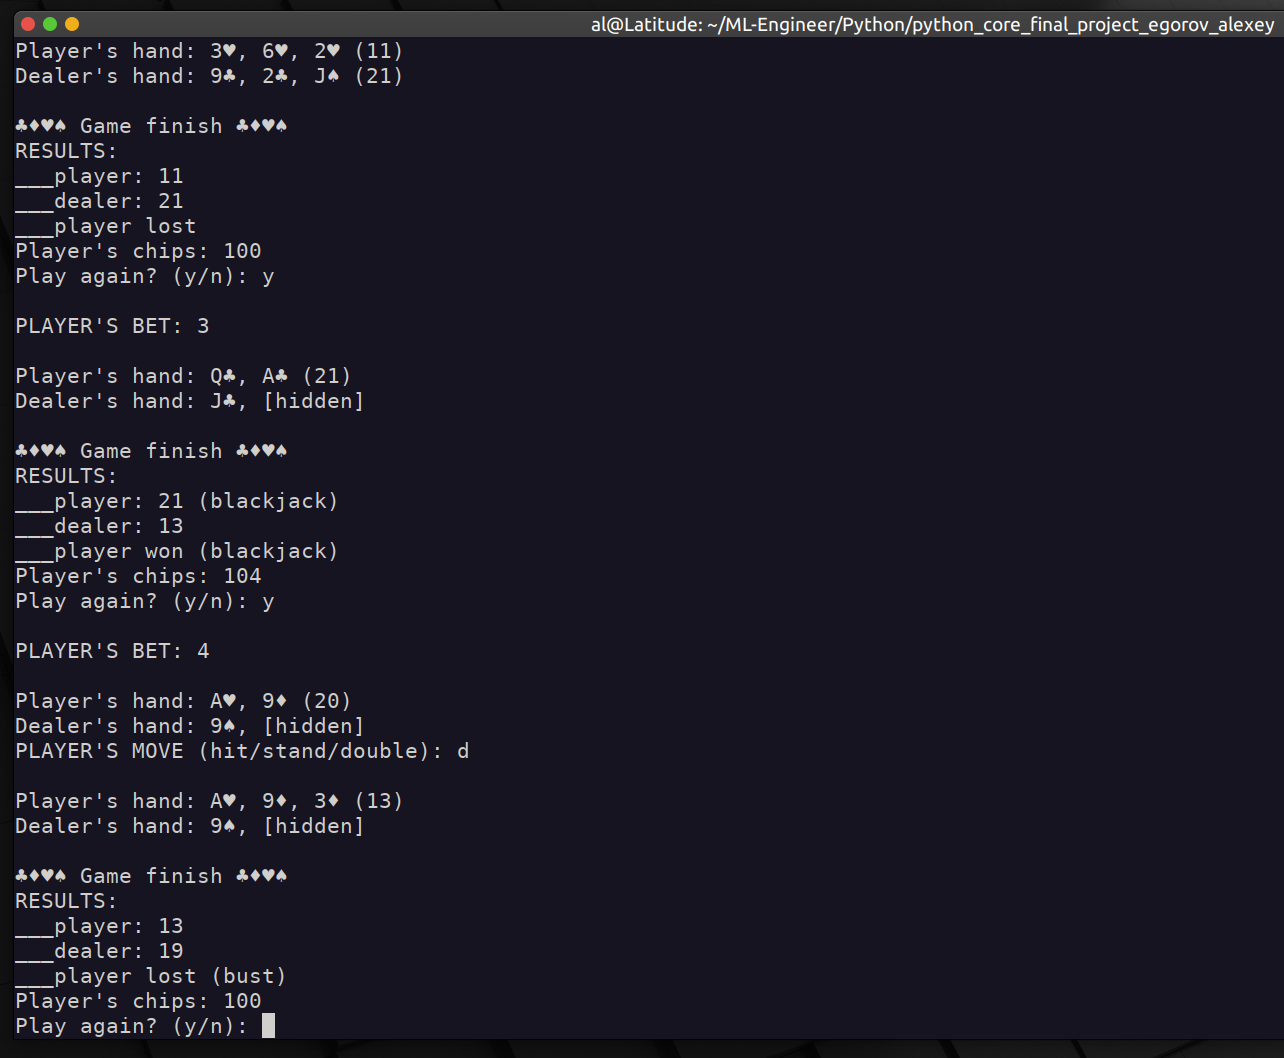 al@Latitude: ~/ML-Engineer/Python/python_core_final_project_egorov_alexey
Player's hand: 3♥, 6♥, 2♥ (11)
Dealer's hand: 9♣, 2♣, J♠ (21)
♣♦♥♠ Game finish ♣♦♥♠
RESULTS:
___player: 11
___dealer: 21
___player lost
Player's chips: 100
Play again? (y/n): y
PLAYER'S BET: 3
Player's hand: Q♣, A♣ (21)
Dealer's hand: J♣, [hidden]
♣♦♥♠ Game finish ♣♦♥♠
RESULTS:
___player: 21 (blackjack)
___dealer: 13
___player won (blackjack)
Player's chips: 104
Play again? (y/n): y
PLAYER'S BET: 4
Player's hand: A♥, 9♦ (20)
Dealer's hand: 9♠, [hidden]
PLAYER'S MOVE (hit/stand/double): d
Player's hand: A♥, 9♦, 3♦ (13)
Dealer's hand: 9♠, [hidden]
♣♦♥♠ Game finish ♣♦♥♠
RESULTS:
___player: 13
___dealer: 19
___player lost (bust)
Player's chips: 100
Play again? (y/n):